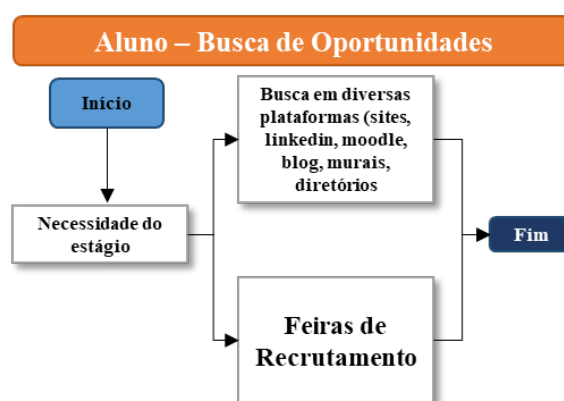 Aluno – Busca de Oportunidades
Início
Busca em diversas
plataformas (sites,
linkedin, moodle,
blog, murais,
diretórios
Necessidade do
estágio
Fim
Feiras de
Recrutamento